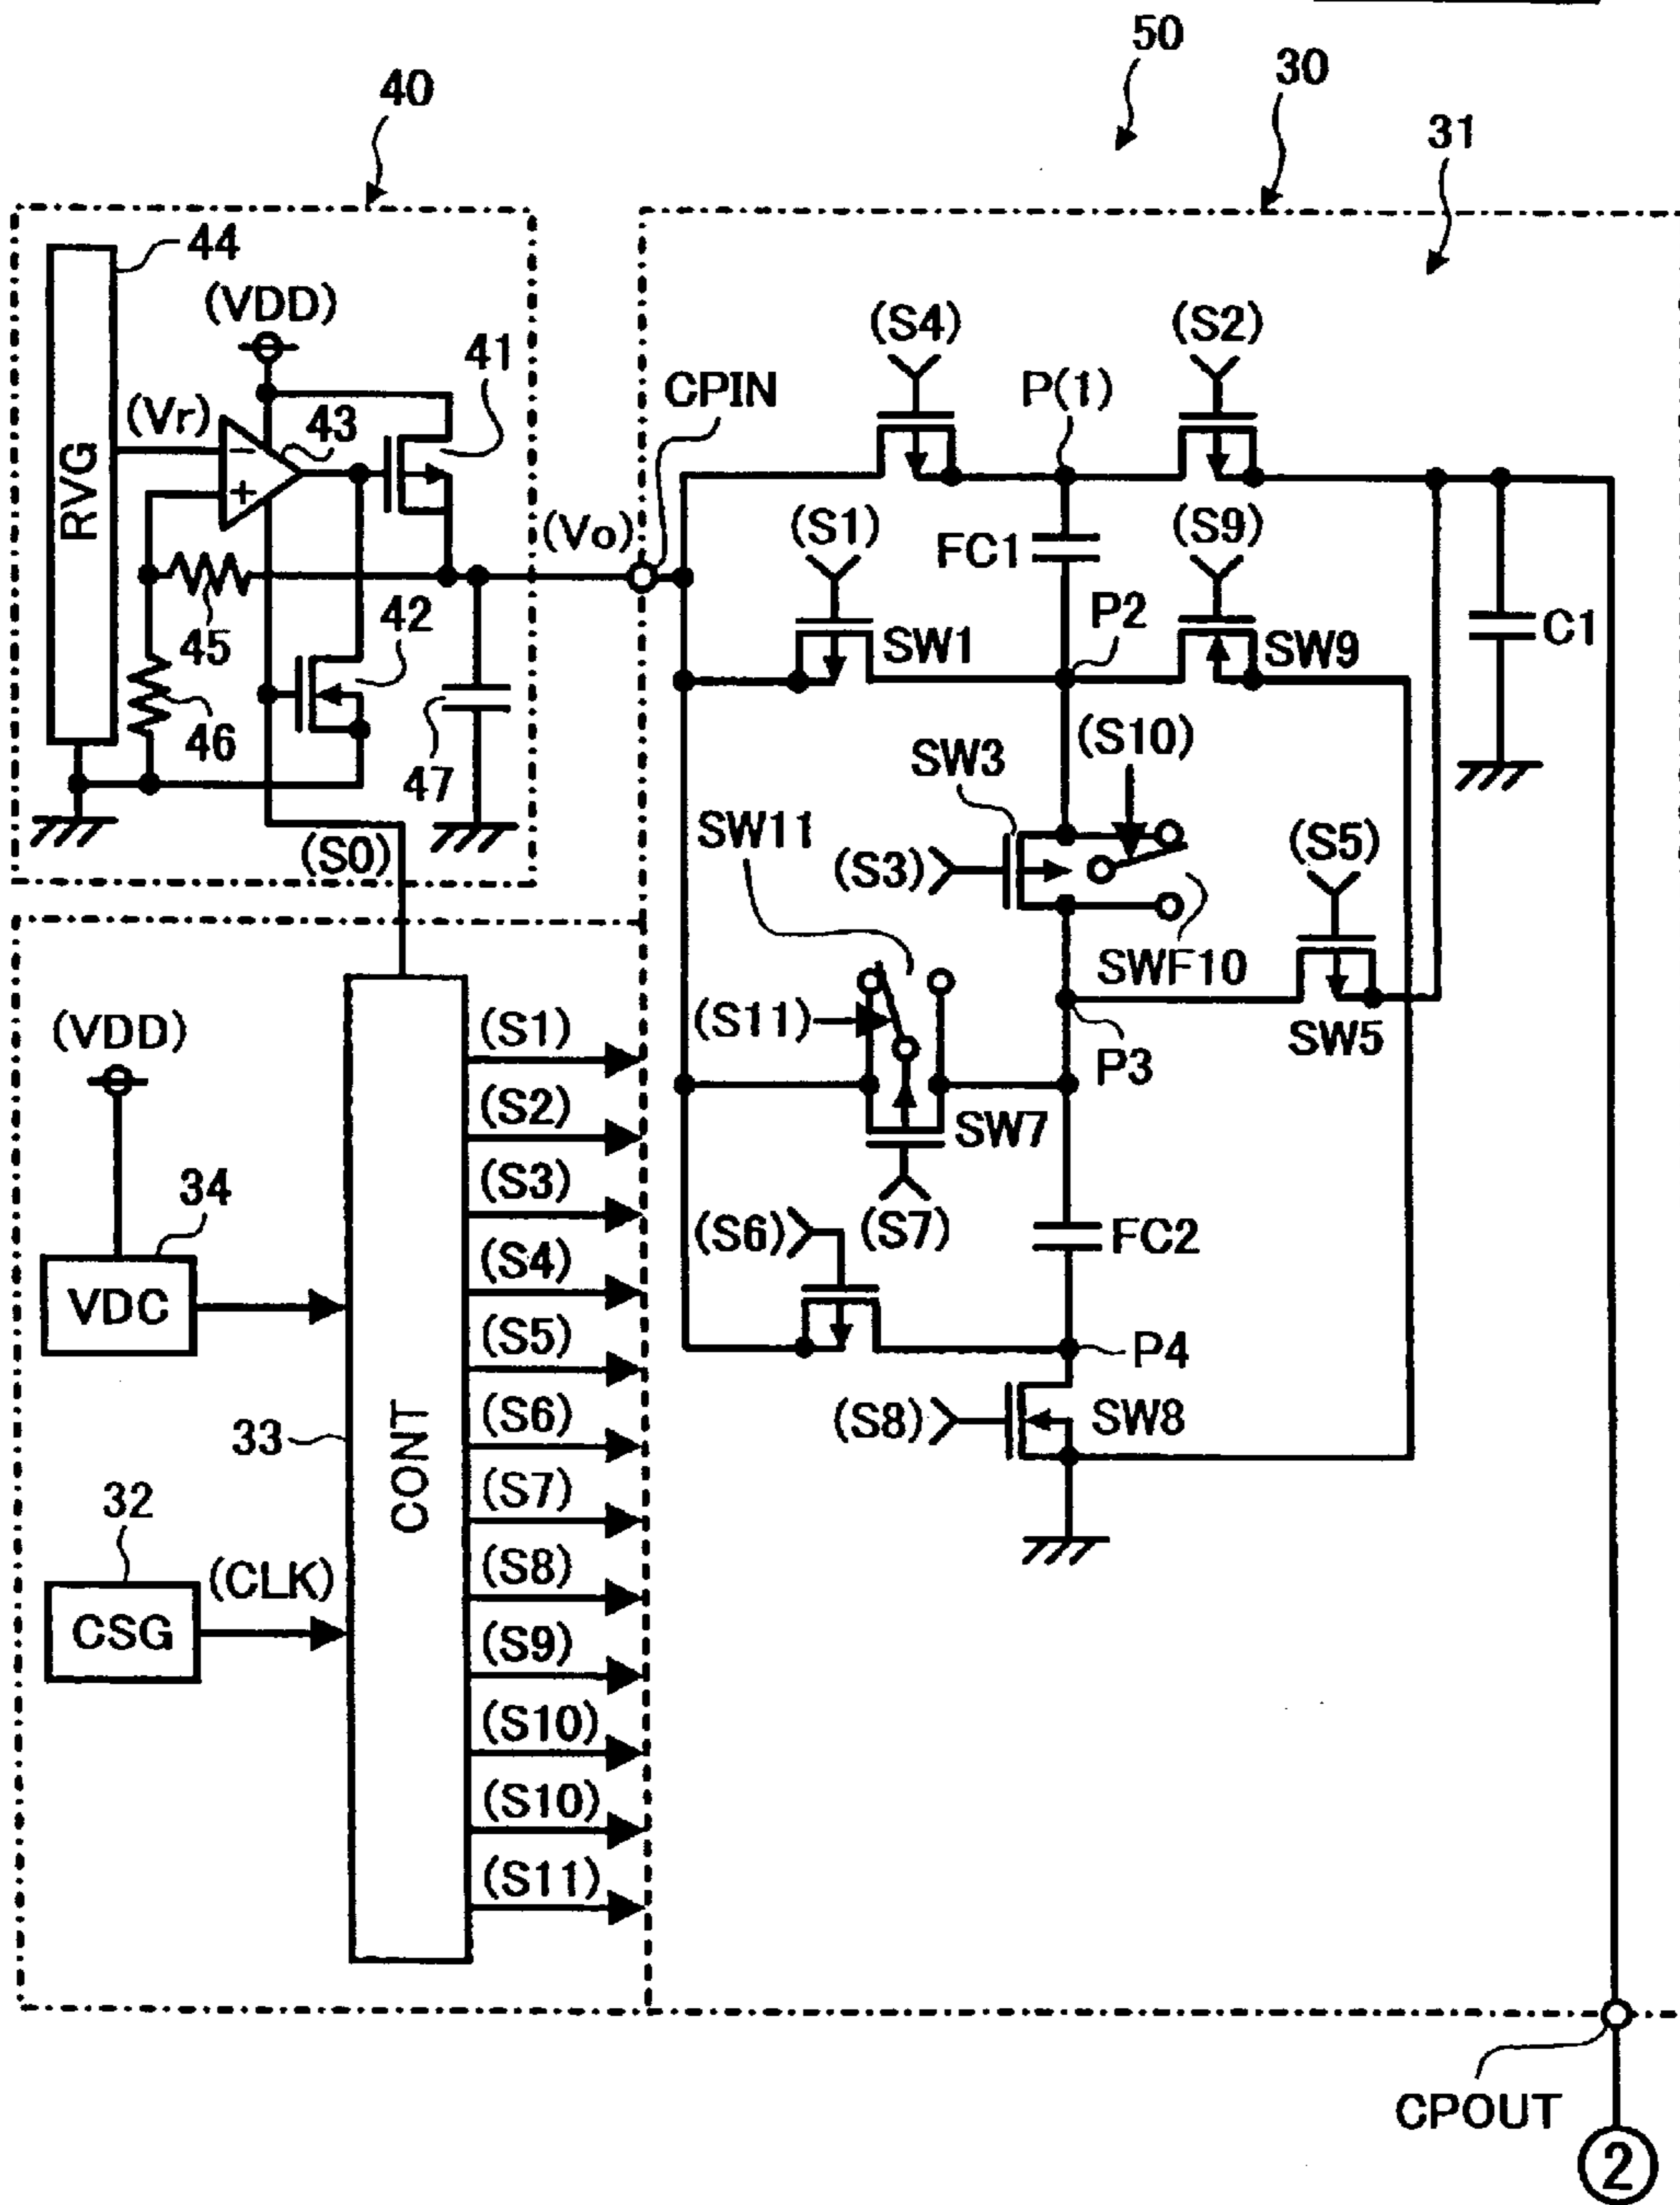 50
40
30
31
44
(VDD)
41
(S4)
(S2)
(Vr)
43
CPIN
P(1)
RVG
(Vo)
(S1)
FC1
(S9)
45
42
SW1
P2
SW9
C1
46
47
SW3
(S10)
SW11
(S0)
(S3)
(S5)
SWF10
(VDD)
(S1)
(S11)
SW5
P3
(S2)
SW7
34
(S3)
(S6)
(S7)
FC2
VDC
(S4)
(S5)
P4
33
CONT
(S6)
(S8)
SW8
32
(S7)
(CLK)
(S8)
CSG
(S9)
(S10)
(S10)
(S11)
CPOUT
2